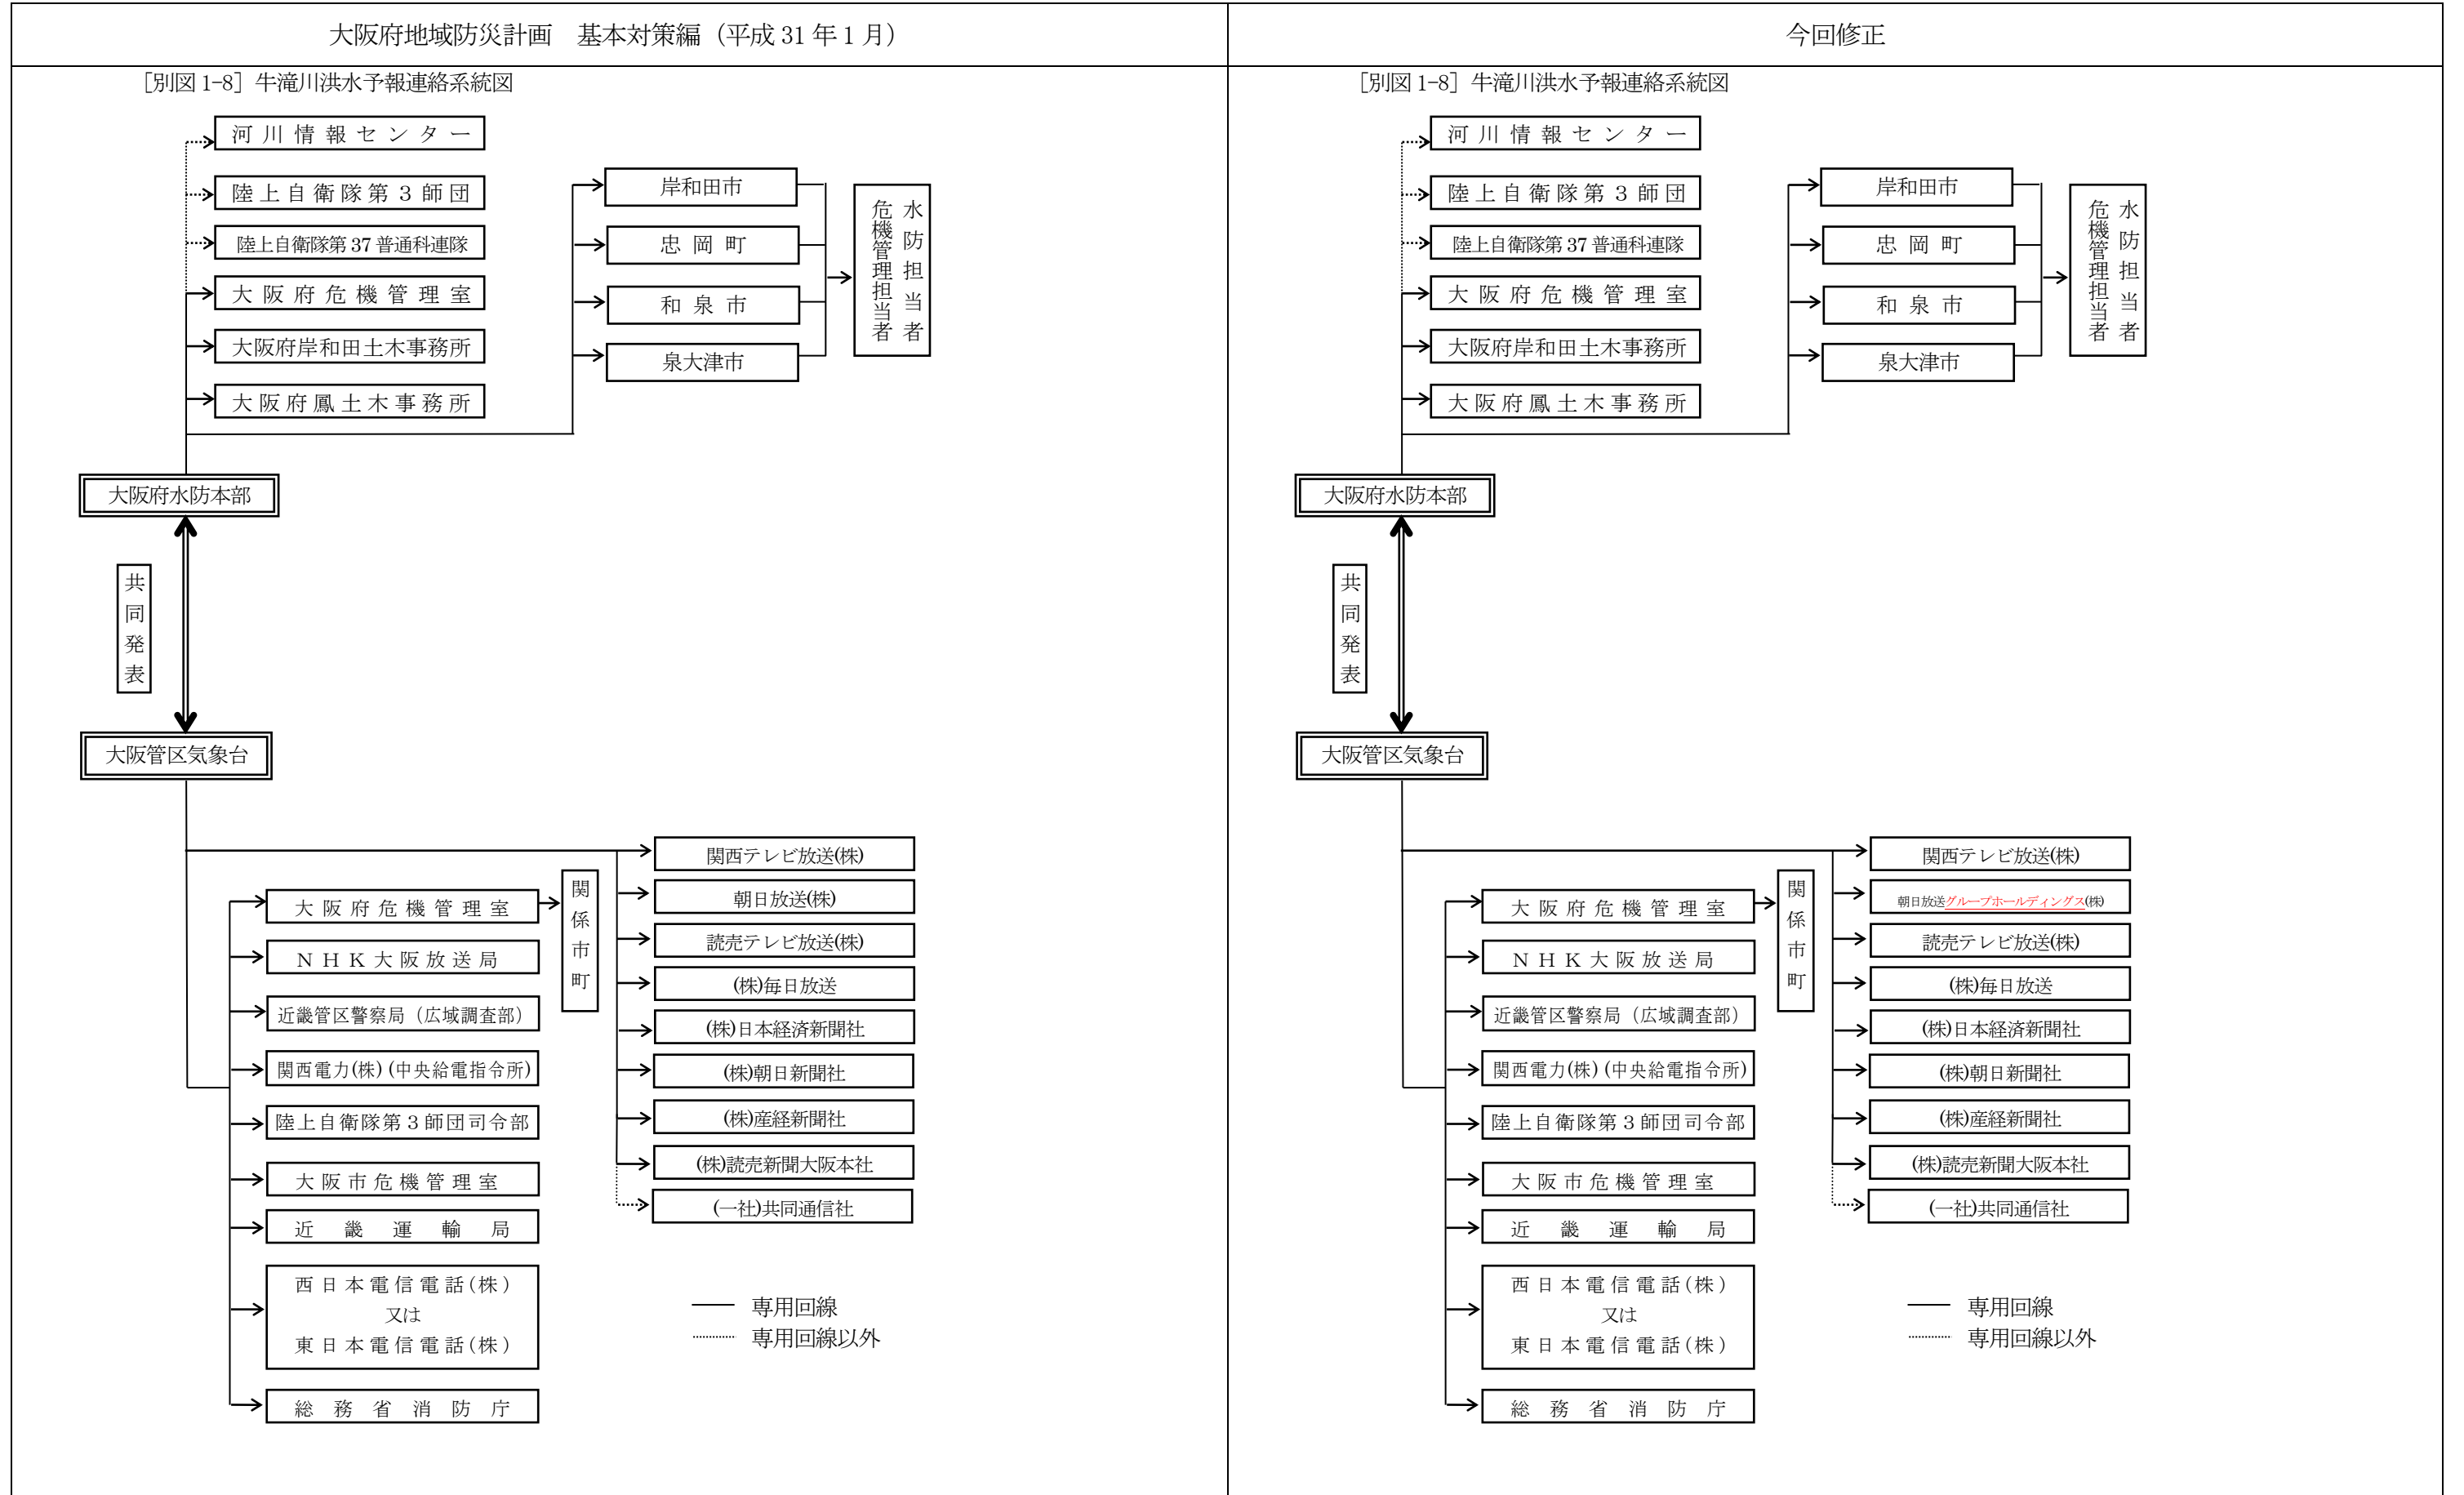 大阪府地域防災計画　基本対策編（平成 31 年 1 月）
今回修正
［別図 1-8］牛滝川洪水予報連絡系統図
河川情報センター
陸上自衛隊第３師団
陸上自衛隊第 37 普通科連隊
大阪府危機管理室
大阪府岸和田土木事務所
大阪府鳳土木事務所
岸和田市
忠岡町
和泉市
泉大津市
水防担当者
危機管理担当者
大阪府水防本部
共同発表
大阪管区気象台
大阪府危機管理室
ＮＨＫ大阪放送局
近畿管区警察局（広域調査部）
関西電力(株) (中央給電指令所)
陸上自衛隊第３師団司令部
大阪市危機管理室
近畿運輸局
西日本電信電話(株)
又は
東日本電信電話(株)
総務省消防庁
関係市町
関西テレビ放送(株)
朝日放送(株)
読売テレビ放送(株)
(株)毎日放送
(株)日本経済新聞社
(株)朝日新聞社
(株)産経新聞社
(株)読売新聞大阪本社
(一社)共同通信社
専用回線
専用回線以外
［別図 1-8］牛滝川洪水予報連絡系統図
河川情報センター
陸上自衛隊第３師団
陸上自衛隊第 37 普通科連隊
大阪府危機管理室
大阪府岸和田土木事務所
大阪府鳳土木事務所
岸和田市
忠岡町
和泉市
泉大津市
水防担当者
危機管理担当者
大阪府水防本部
共同発表
大阪管区気象台
大阪府危機管理室
ＮＨＫ大阪放送局
近畿管区警察局（広域調査部）
関西電力(株) (中央給電指令所)
陸上自衛隊第３師団司令部
大阪市危機管理室
近畿運輸局
西日本電信電話(株)
又は
東日本電信電話(株)
総務省消防庁
関係市町
関西テレビ放送(株)
朝日放送グループホールディングス(株)
読売テレビ放送(株)
(株)毎日放送
(株)日本経済新聞社
(株)朝日新聞社
(株)産経新聞社
(株)読売新聞大阪本社
(一社)共同通信社
専用回線
専用回線以外